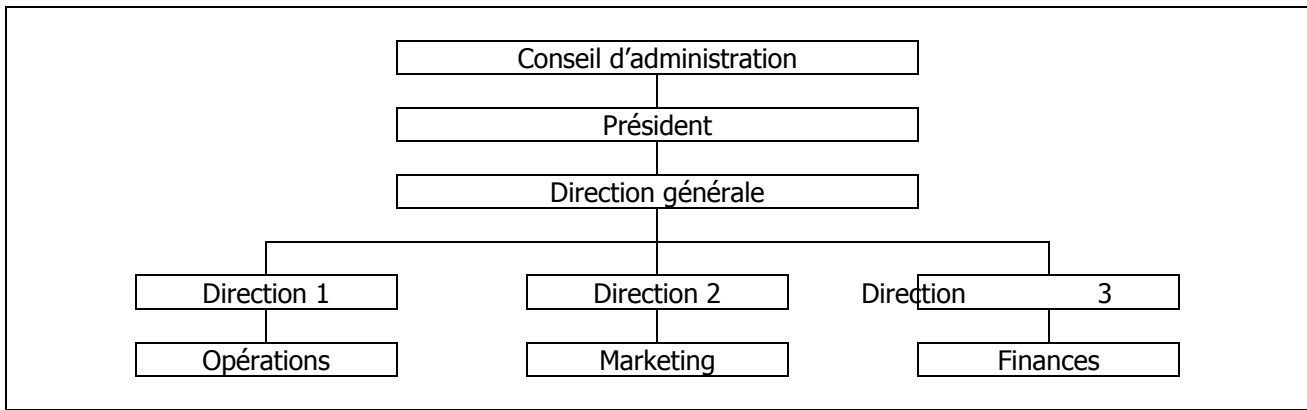 Conseil d’administration
Président
Direction générale
Direction 1
Direction 2
Direction 3
Opérations
Marketing
Finances